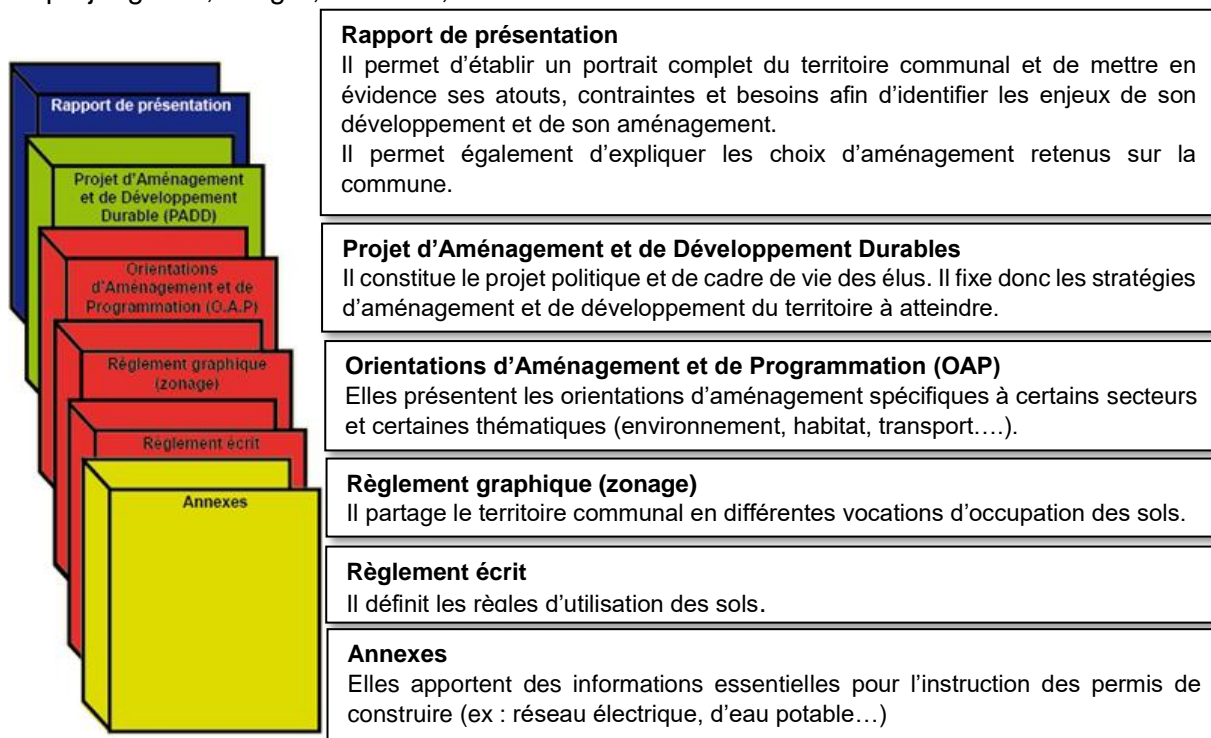 Rapport de présentation
Projet d'Aménagement
et de Développement
Durable (PADD)
Orientations
d'Aménagement et de
Programmation (O.A.P)
Règlement graphique
(zonage)
Règlement écrit
Annexes
Rapport de présentation
Il permet d'établir un portrait complet du territoire communal et de mettre en
évidence ses atouts, contraintes et besoins afin d'identifier les enjeux de son
développement et de son aménagement.
Il permet également d'expliquer les choix d'aménagement retenus sur la
commune.
Projet d'Aménagement et de Développement Durables
Il constitue le projet politique et de cadre de vie des élus. Il fixe donc les stratégies
d'aménagement et de développement du territoire à atteindre.
Orientations d'Aménagement et de Programmation (OAP)
Elles présentent les orientations d'aménagement spécifiques à certains secteurs
et certaines thématiques (environnement, habitat, transport….).
Règlement graphique (zonage)
Il partage le territoire communal en différentes vocations d'occupation des sols.
Règlement écrit
Il définit les règles d'utilisation des sols.
Annexes
Elles apportent des informations essentielles pour l'instruction des permis de
construire (ex : réseau électrique, d'eau potable…)